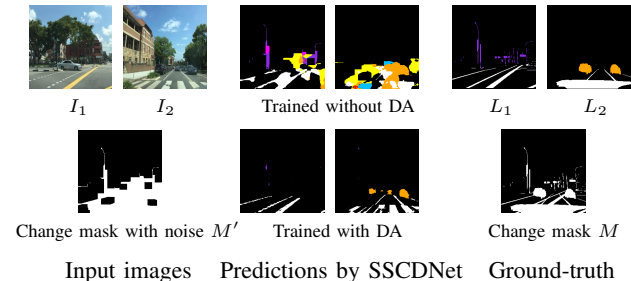 I₁ I₂ Trained without DA L₁ L₂
Change mask with noise M′ Trained with DA Change mask M
Input images Predictions by SSCDNet Ground-truth